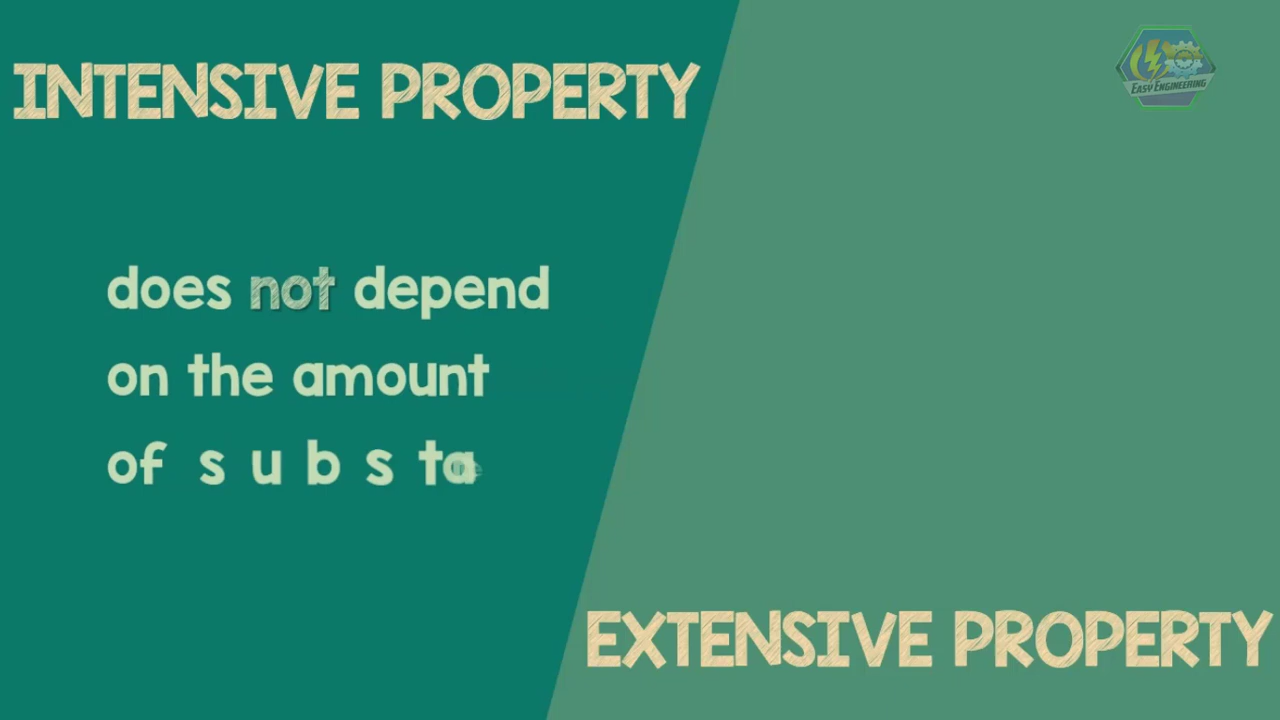 INTENSIVE PROPERTY
EASY ENGINEERING
does not depend
on the amount
of s u b s t a
EXTENSIVE PROPERTY